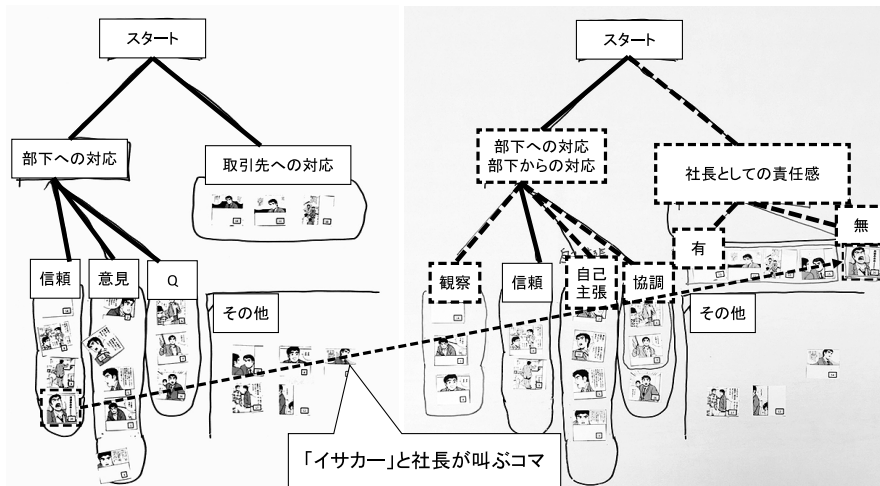 スタート
部下への対応
取引先への対応
信頼
意見
Q
その他
スタート
部下への対応
部下からの対応
社長としての責任感
有
無
観察
信頼
自己
主張
協調
その他
「イサカー」と社長が叫ぶコマ